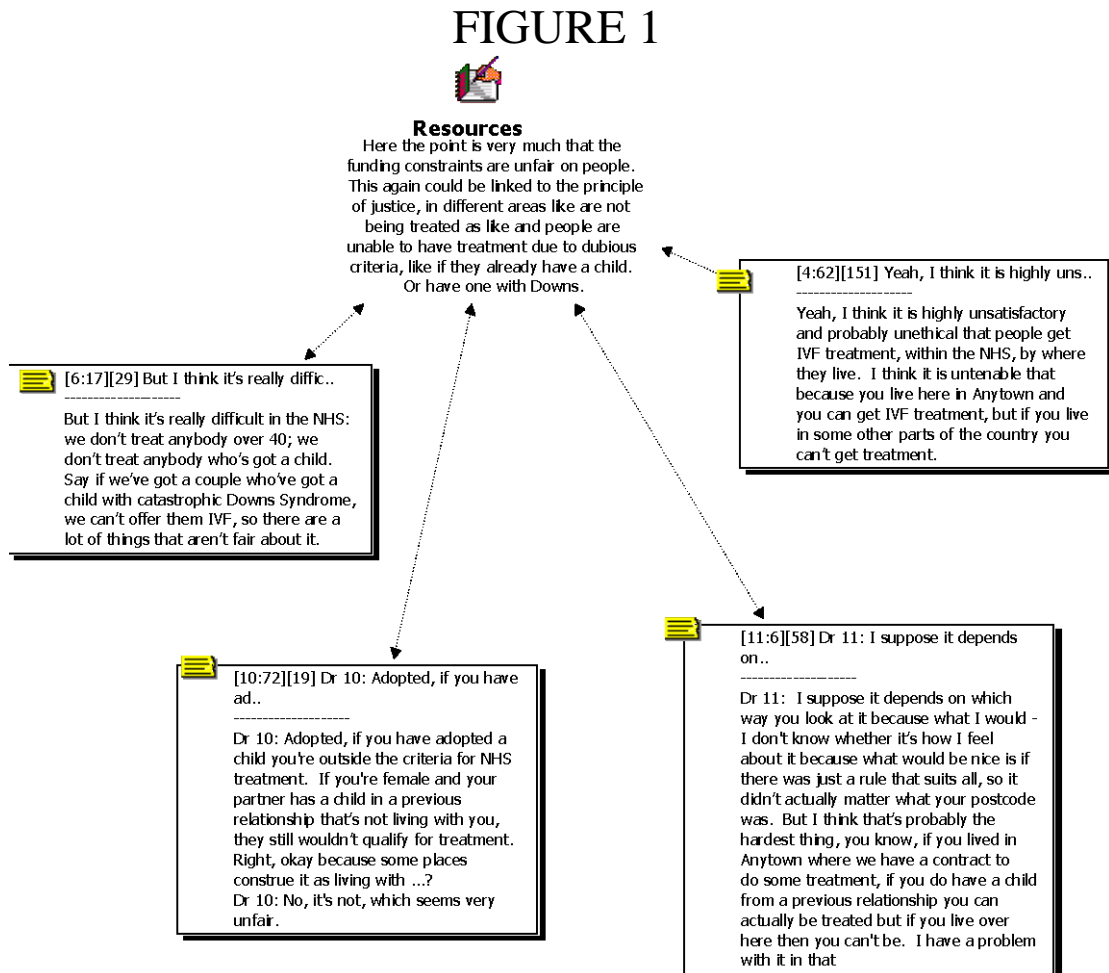 FIGURE 1
Resources
Here the point is very much that the
funding constraints are unfair on people.
This again could be linked to the principle
of justice, in different areas like are not
being treated as like and people are
unable to have treatment due to dubious
criteria, like if they already have a child.
Or have one with Downs.
[4:62][151] Yeah, I think it is highly uns..
--------------------
Yeah, I think it is highly unsatisfactory
and probably unethical that people get
IVF treatment, within the NHS, by where
they live.  I think it is untenable that
because you live here in Anytown and
you can get IVF treatment, but if you live
in some other parts of the country you
can't get treatment.
[6:17][29] But I think it's really diffic..
--------------------
But I think it's really difficult in the NHS:
we don't treat anybody over 40; we
don't treat anybody who's got a child.
Say if we've got a couple who've got a
child with catastrophic Downs Syndrome,
we can't offer them IVF, so there are a
lot of things that aren't fair about it.
[10:72][19] Dr 10: Adopted, if you have
ad..
--------------------
Dr 10: Adopted, if you have adopted a
child you're outside the criteria for NHS
treatment.  If you're female and your
partner has a child in a previous
relationship that's not living with you,
they still wouldn't qualify for treatment.
Right, okay because some places
construe it as living with ...?
Dr 10: No, it's not, which seems very
unfair.
[11:6][58] Dr 11: I suppose it depends
on..
--------------------
Dr 11:  I suppose it depends on which
way you look at it because what I would -
I don't know whether it's how I feel
about it because what would be nice is if
there was just a rule that suits all, so it
didn't actually matter what your postcode
was.  But I think that's probably the
hardest thing, you know, if you lived in
Anytown where we have a contract to
do some treatment, if you do have a child
from a previous relationship you can
actually be treated but if you live over
here then you can't be.  I have a problem
with it in that